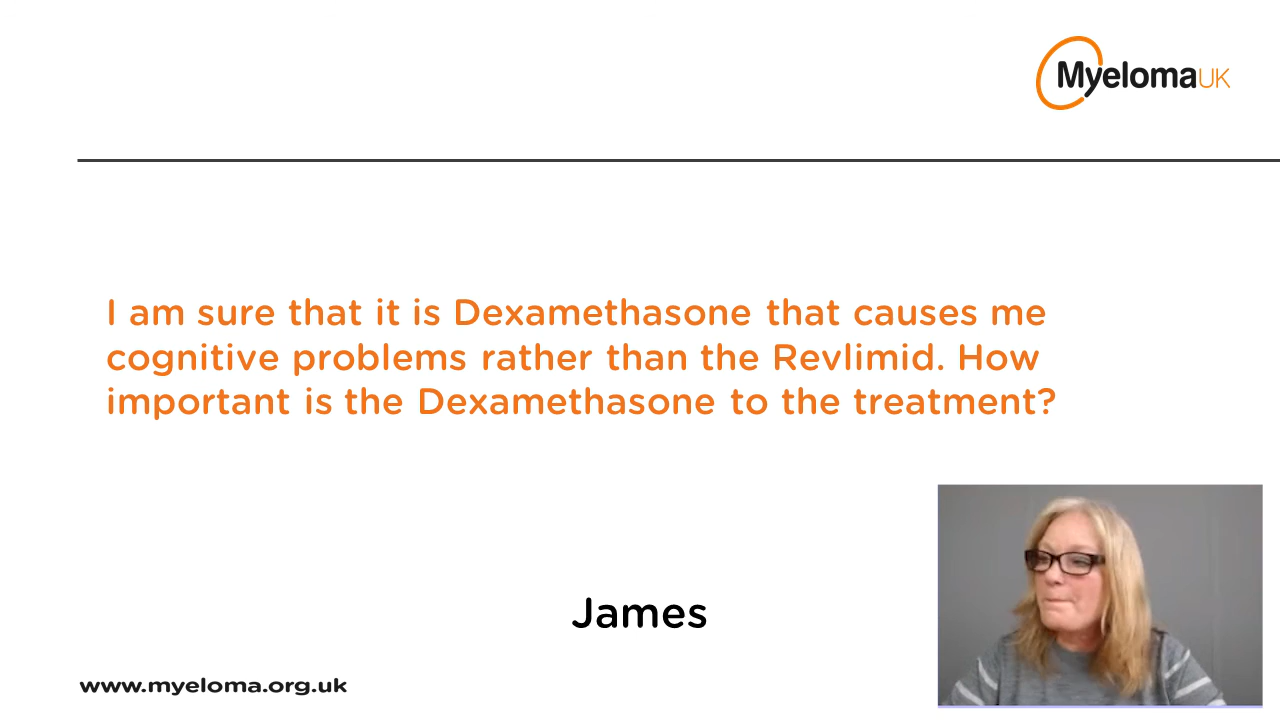 MyelomaUK
I am sure that it is Dexamethasone that causes me
cognitive problems rather than the Revlimid. How
important is the Dexamethasone to the treatment?
James
www.myeloma.org.uk